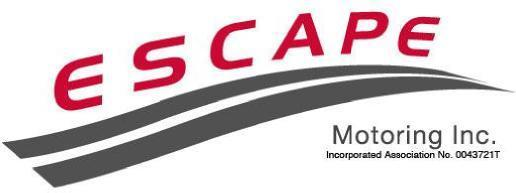 ESCAPE
Motoring Inc.
Incorporated Association No. 0043721T